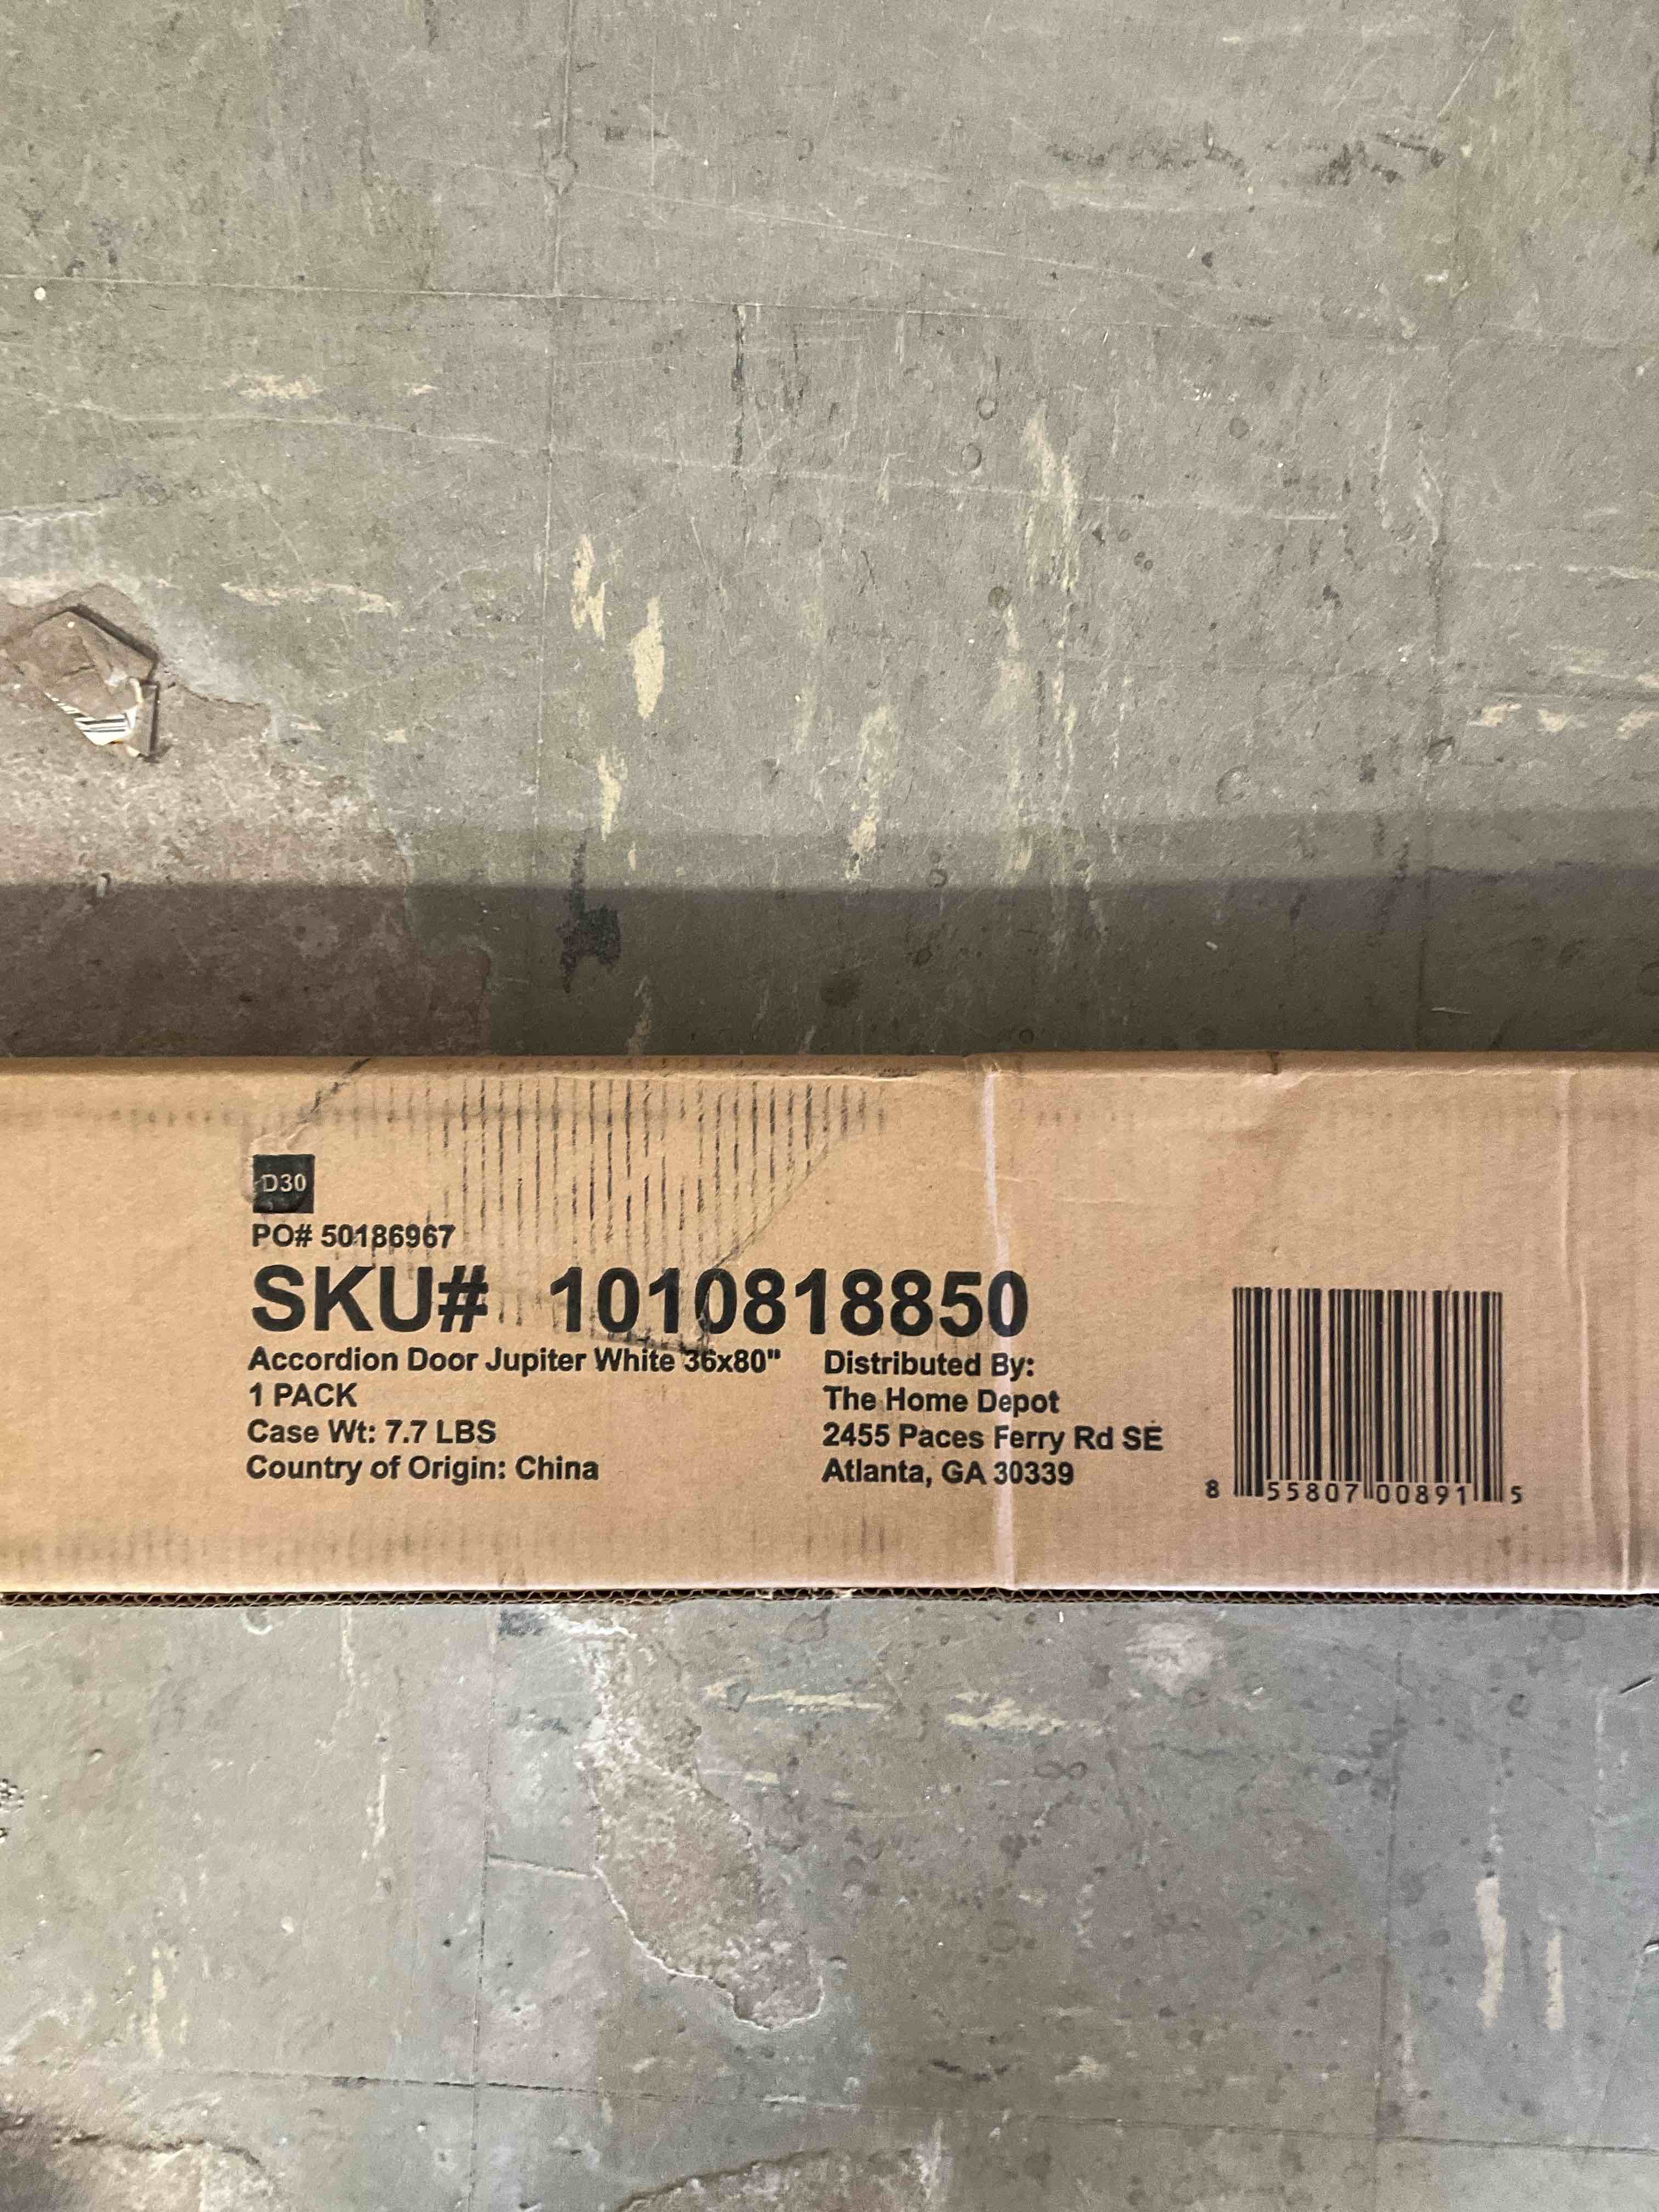 D30
PO# 50186967
SKU# 1010818850
Accordion Door Jupiter White 36x80"
1 PACK
Case Wt: 7.7 LBS
Country of Origin: China
Distributed By:
The Home Depot
2455 Paces Ferry Rd SE
Atlanta, GA 30339
8 55807 00891 5